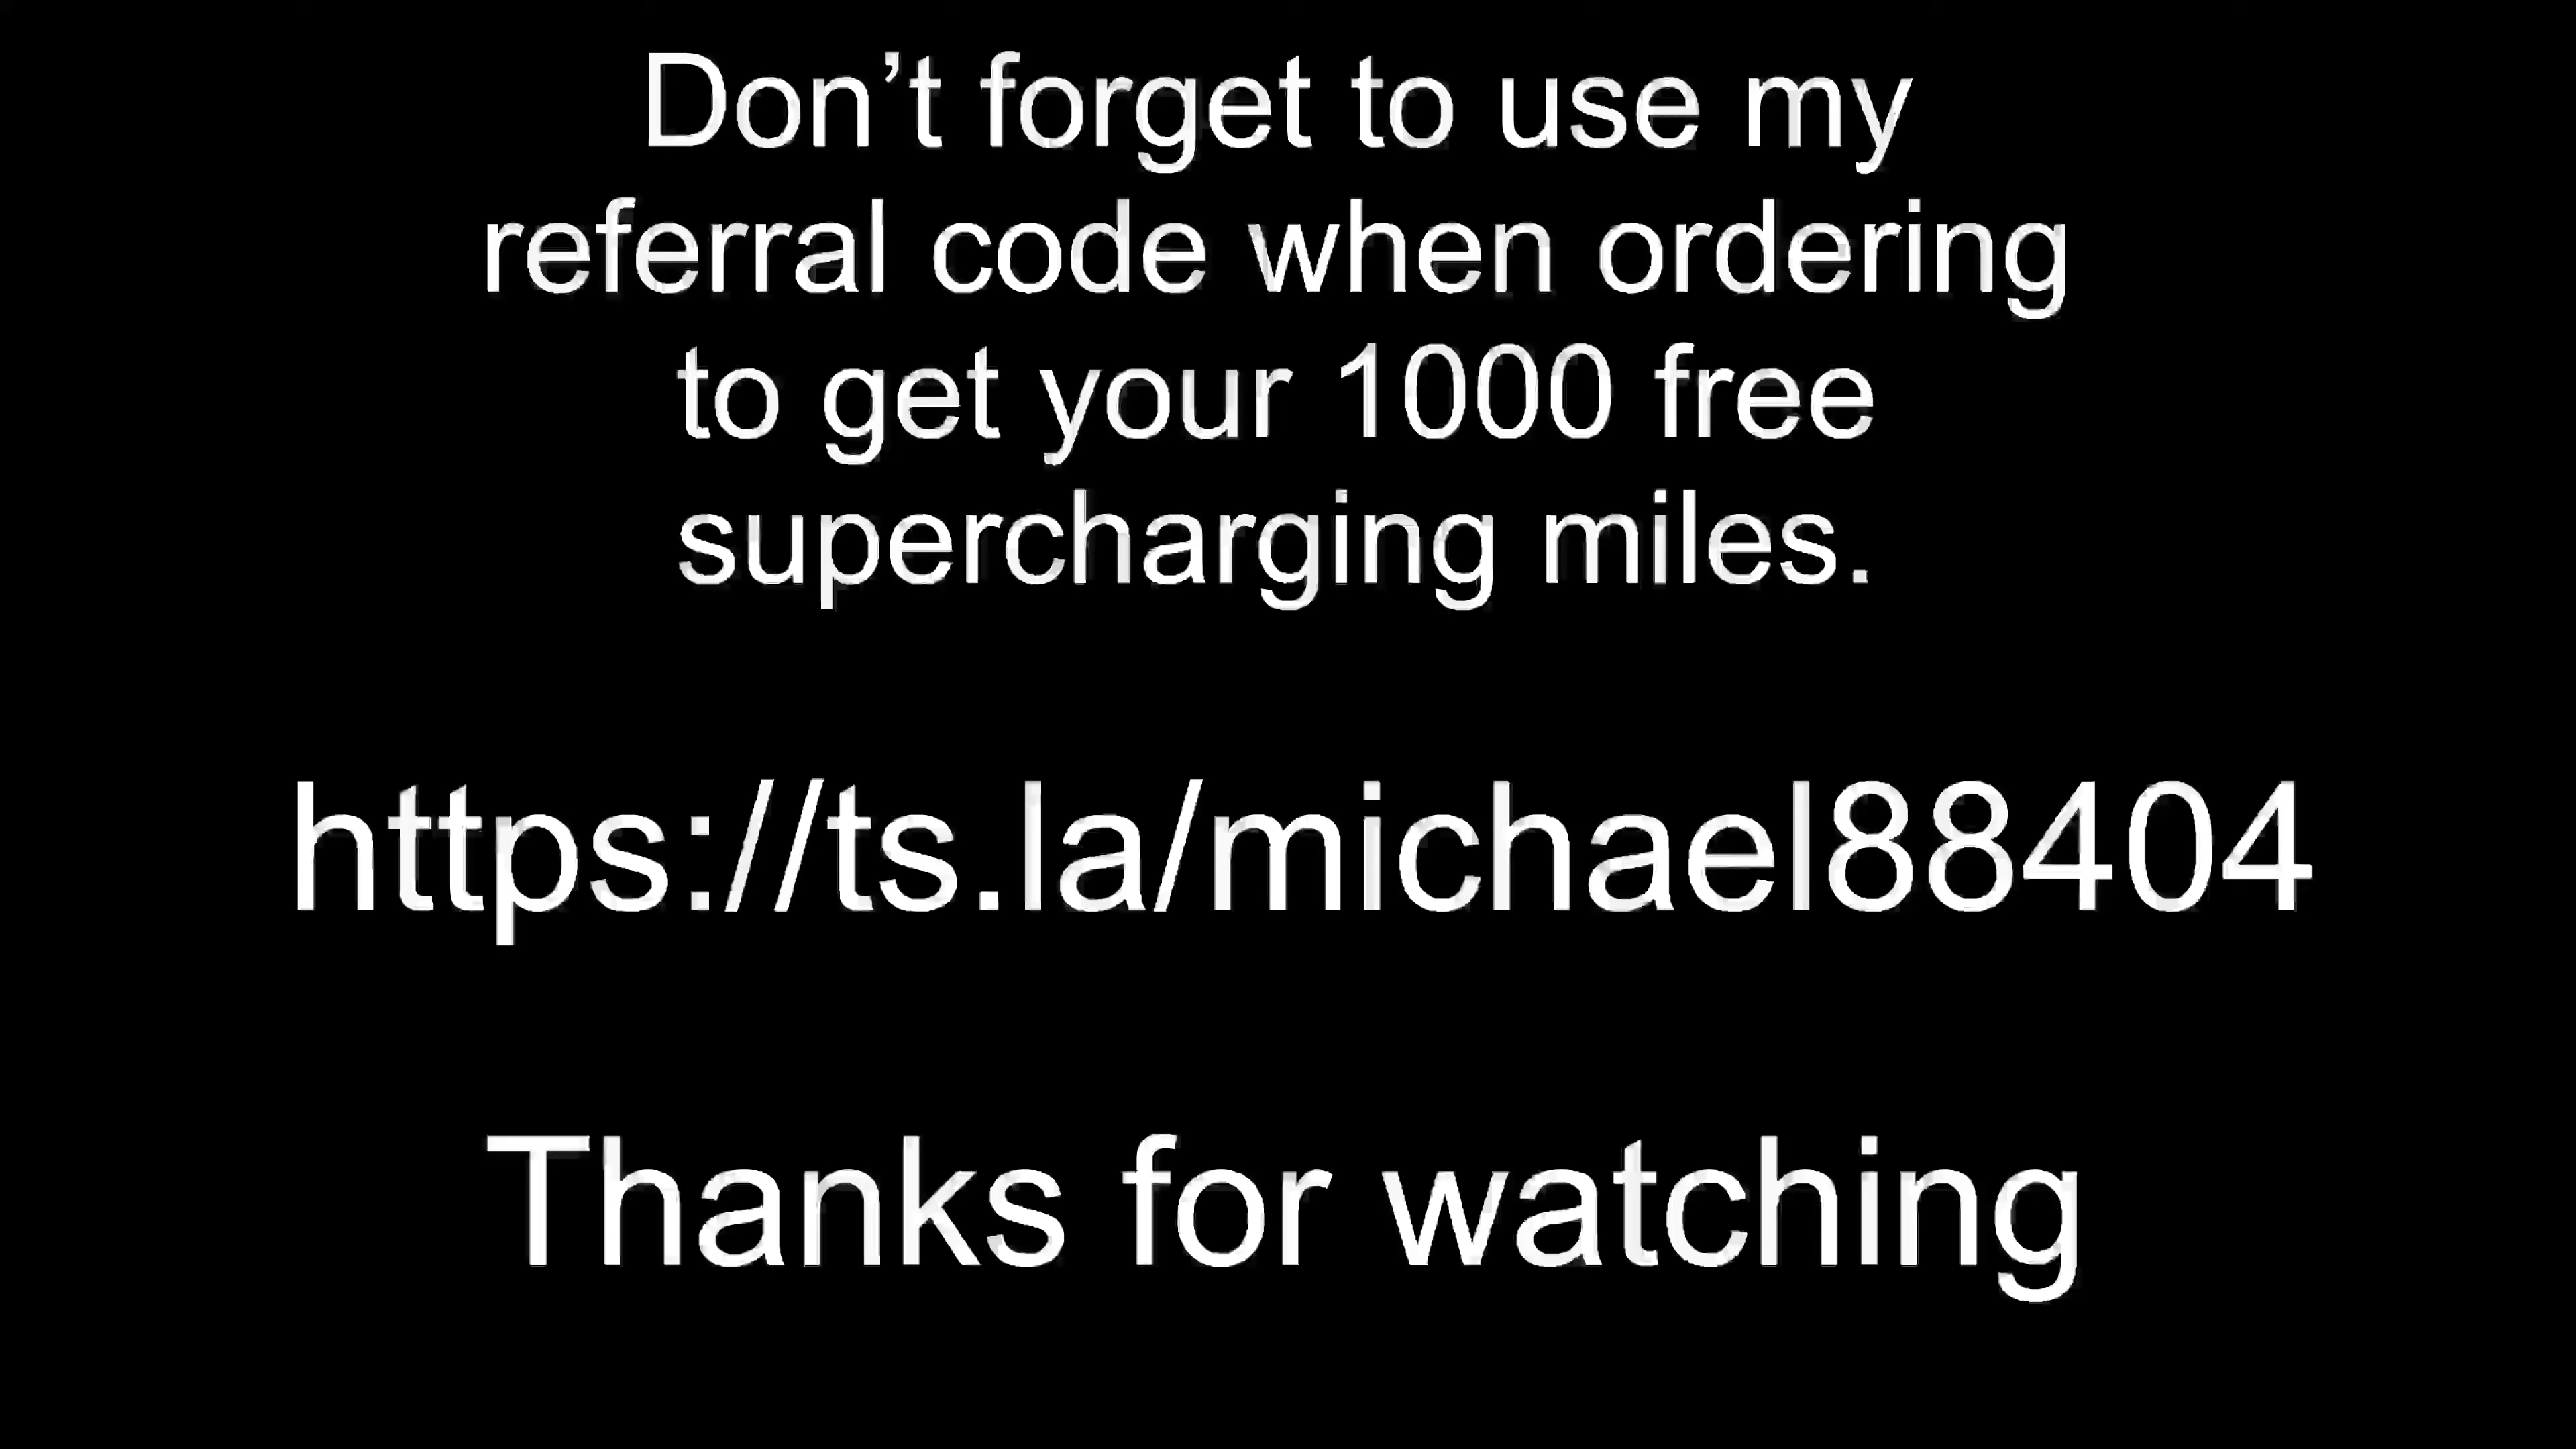 Don’t forget to use my
referral code when ordering
to get your 1000 free
supercharging miles.
https://ts.la/michael88404
Thanks for watching